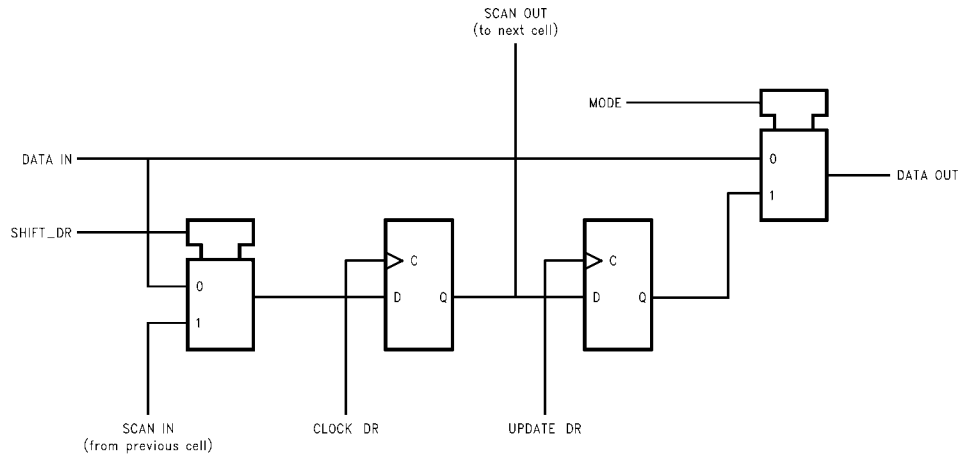 SCAN OUT
(to next cell)
MODE
DATA IN
0
DATA OUT
1
SHIFT_DR
C
C
0
D Q
D Q
1
SCAN IN
(from previous cell)
CLOCK DR
UPDATE DR